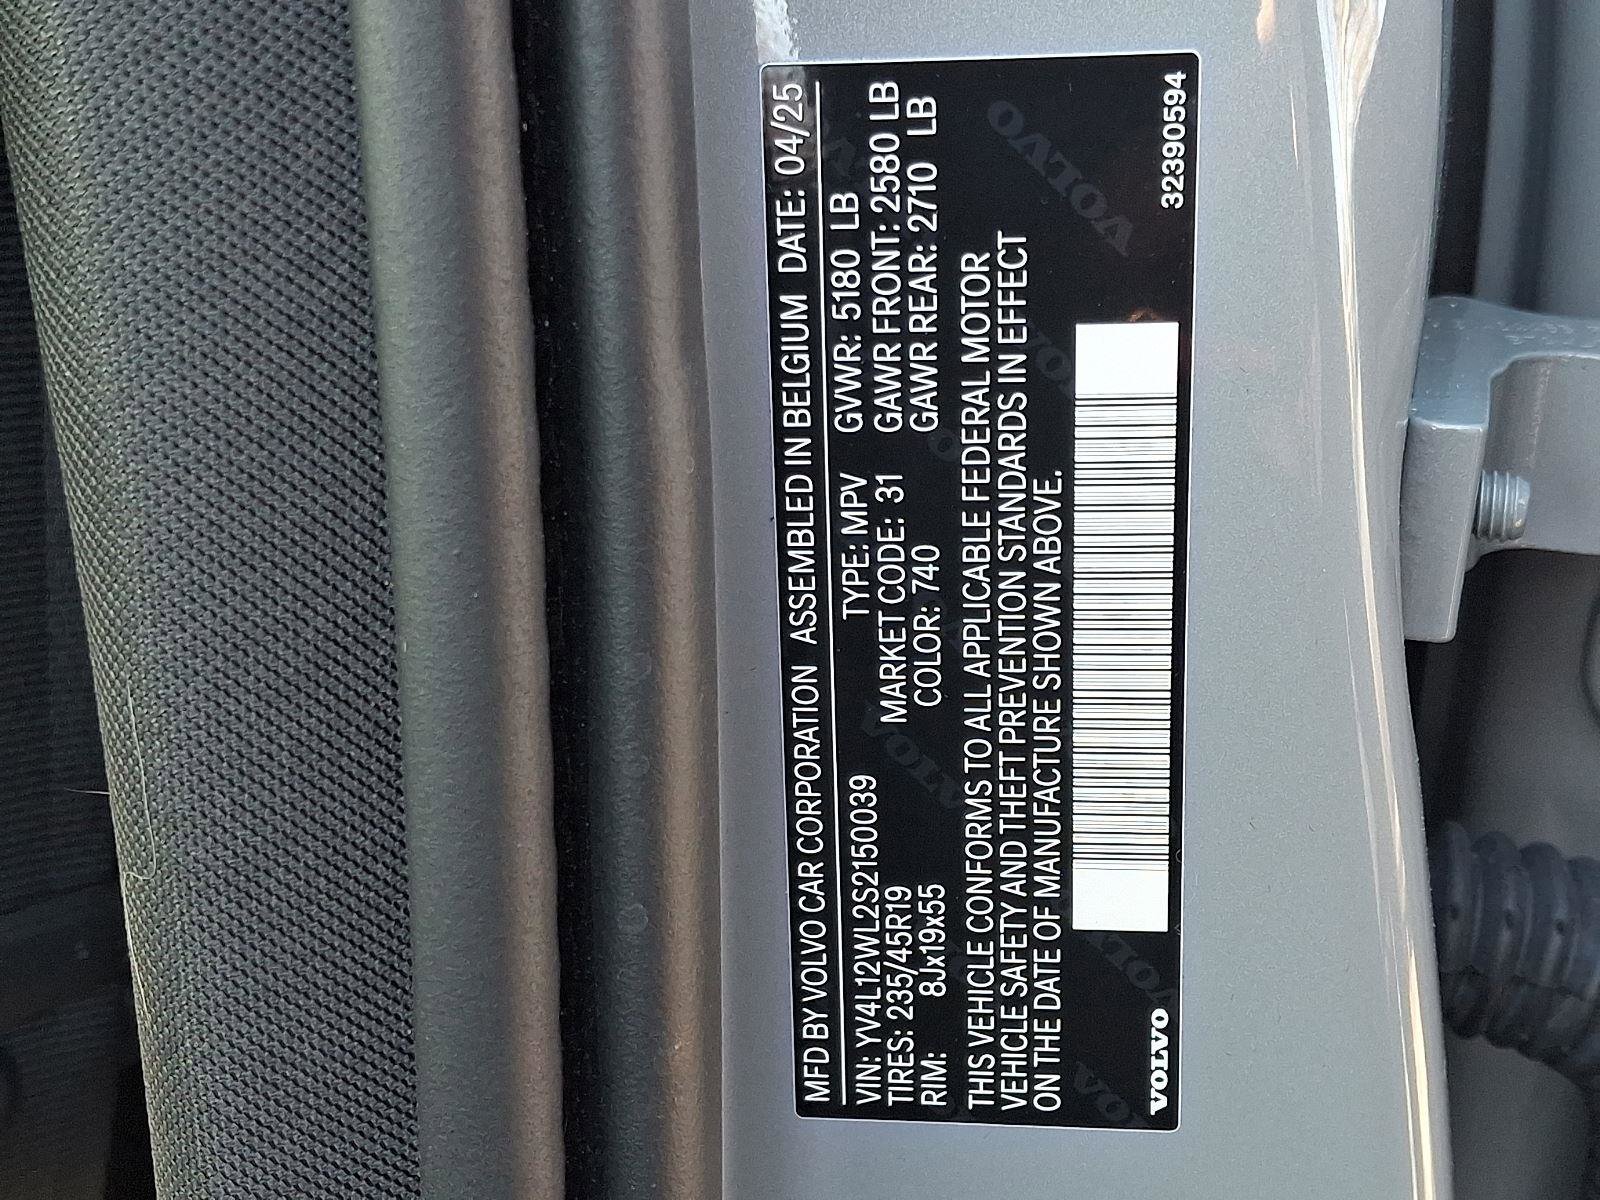 MFD BY VOLVO CAR CORPORATION ASSEMBLED IN BELGIUM DATE: 04/25
VIN: YV4L12WL2S2150039 TYPE: MPV GVWR: 5180 LB
TIRES: 235/45R19 MARKET CODE: 31 GAWR FRONT: 2580 LB
RIM: 8Jx19x55 COLOR: 740 GAWR REAR: 2710 LB
THIS VEHICLE CONFORMS TO ALL APPLICABLE FEDERAL MOTOR
VEHICLE SAFETY AND THEFT PREVENTION STANDARDS IN EFFECT
ON THE DATE OF MANUFACTURE SHOWN ABOVE.
VOLVO 32390594